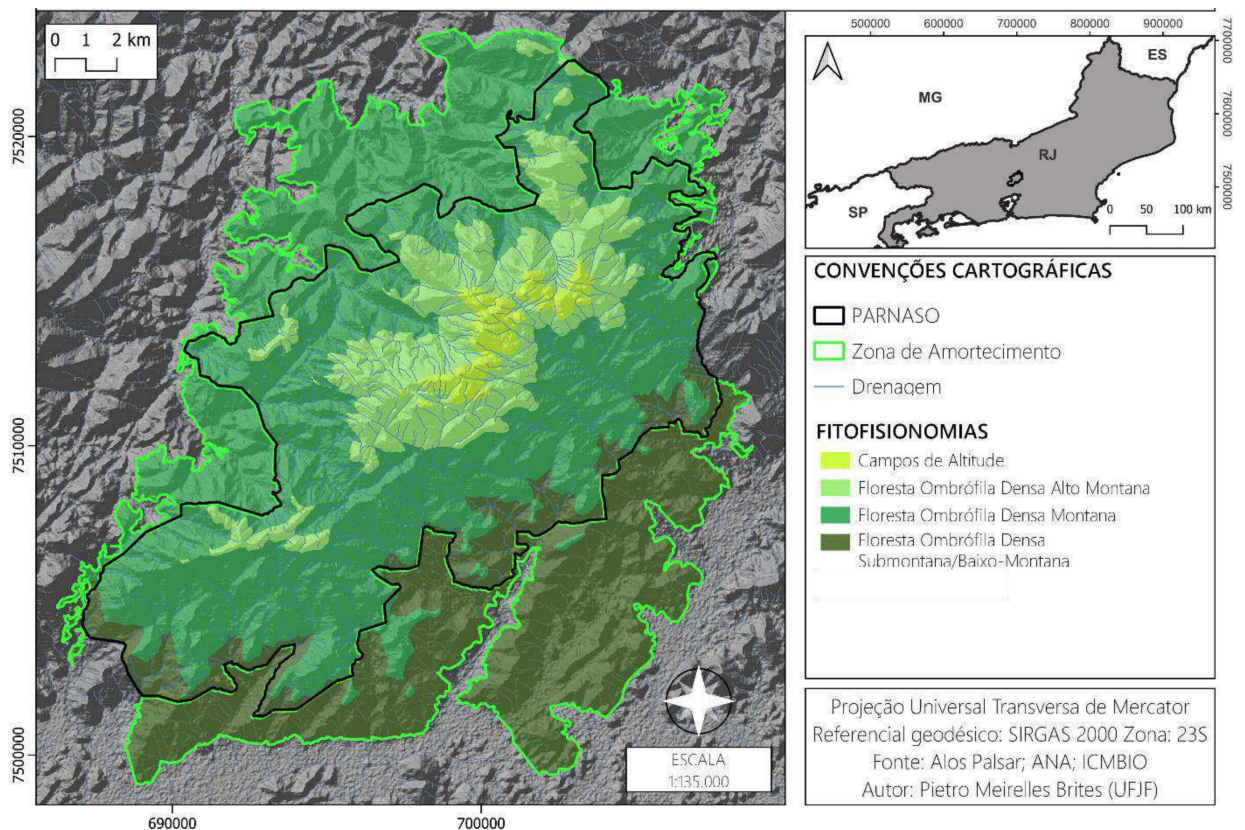 0 1 2 km
7520000
7510000
7500000
690000
700000
ESCALA
1:135.000
500000 600000 700000 800000 900000
7700000
7600000
7500000
MG
ES
RJ
SP
0 50 100 km
CONVENÇÕES CARTOGRÁFICAS
PARNASO
Zona de Amortecimento
Drenagem
FITOFISIONOMIAS
Campos de Altitude
Floresta Ombrófila Densa Alto Montana
Floresta Ombrófila Densa Montana
Floresta Ombrófila Densa
Submontana/Baixo-Montana
Projeção Universal Transversa de Mercator
Referencial geodésico: SIRGAS 2000 Zona: 23S
Fonte: Alos Palsar; ANA; ICMBIO
Autor: Pietro Meirelles Brites (UFJF)